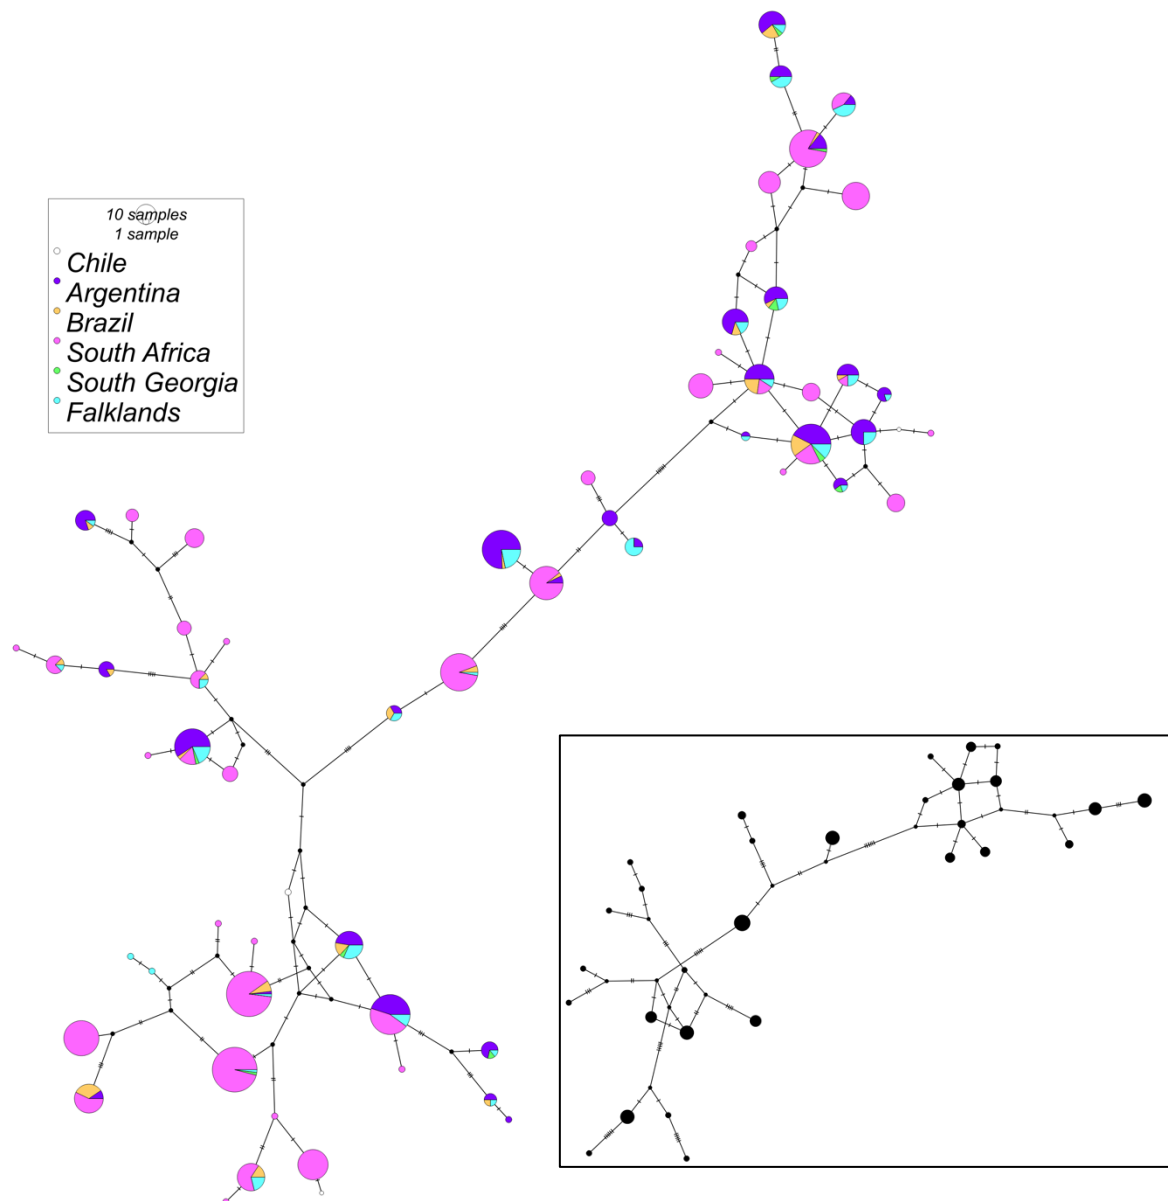 10 samples
1 sample
Chile
Argentina
Brazil
South Africa
South Georgia
Falklands